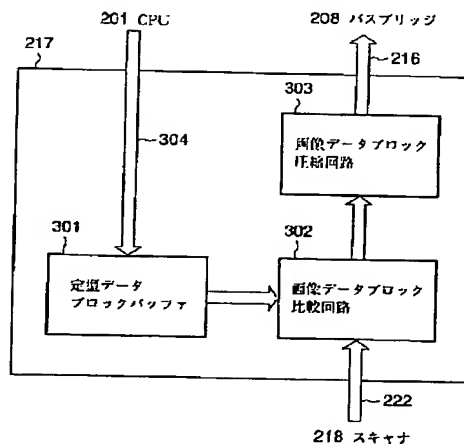 201 CPU
208 バスブリッジ
217
216
303
304
画像データブロック
圧縮回路
301
302
定型データ
ブロックバッファ
画像データブロック
比較回路
222
218 スキャナ